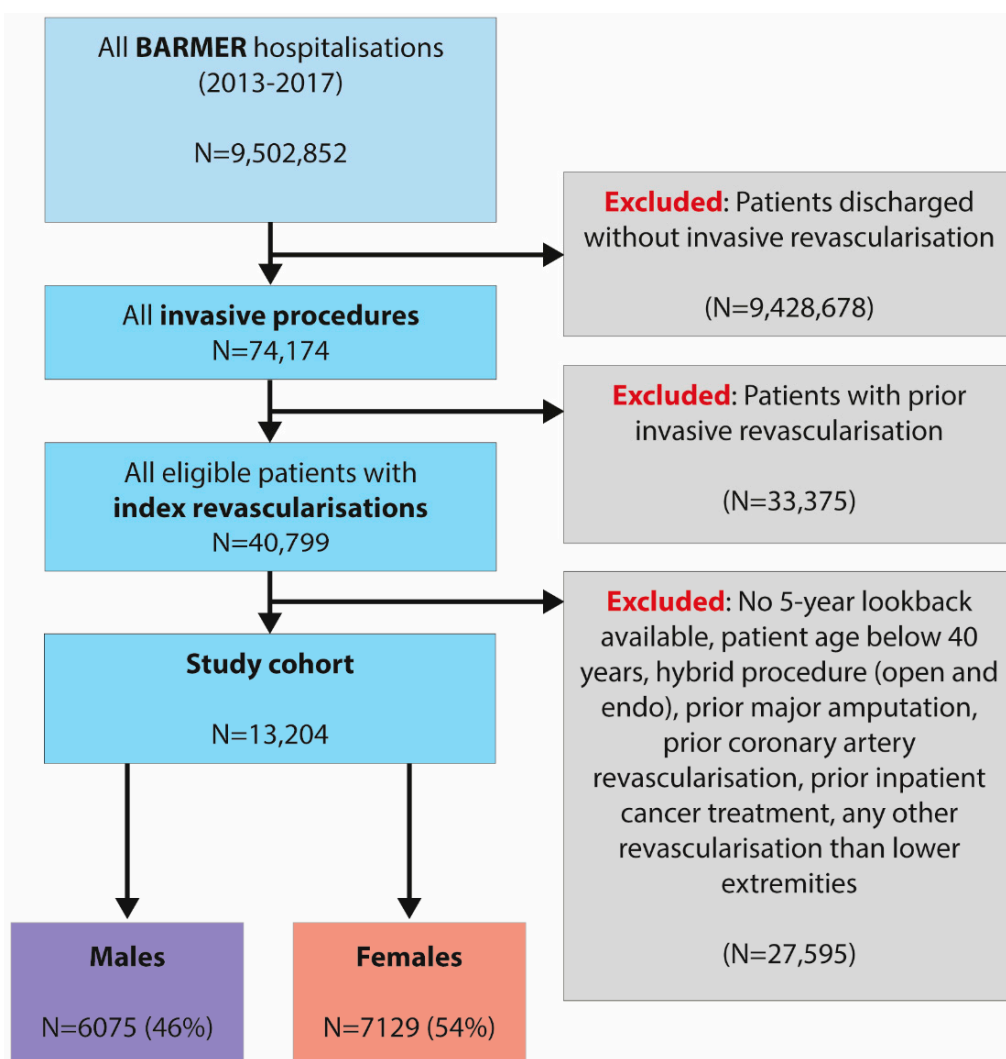 All BARMER hospitalisations
(2013-2017)
N=9,502,852
Excluded: Patients discharged
without invasive revascularisation
(N=9,428,678)
All invasive procedures
N=74,174
Excluded: Patients with prior
invasive revascularisation
(N=33,375)
All eligible patients with
index revascularisations
N=40,799
Excluded: No 5-year lookback
available, patient age below 40
years, hybrid procedure (open and
endo), prior major amputation,
prior coronary artery
revascularisation, prior inpatient
cancer treatment, any other
revascularisation than lower
extremities
(N=27,595)
Study cohort
N=13,204
Males
N=6075 (46%)
Females
N=7129 (54%)